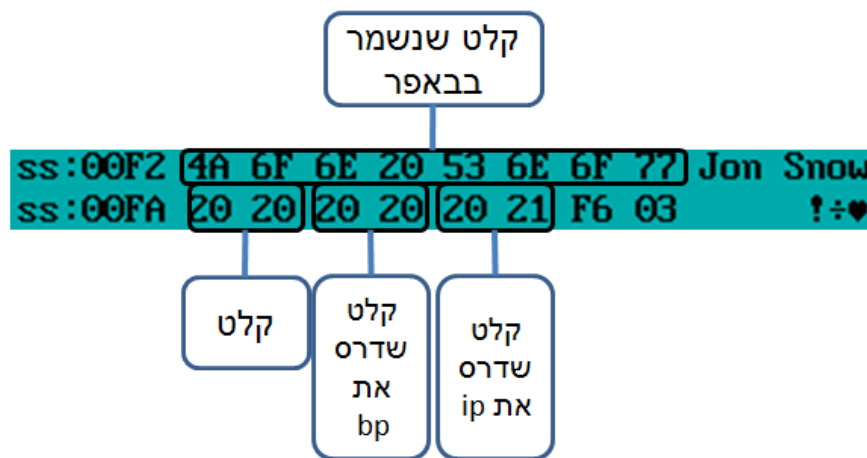 קלט שנשמר
בבאפר
ss:00F2 4A 6F 6E 20 53 6E 6F 77 Jon Snow
ss:00FA 20 20 20 20 20 21 F6 03 !÷♥
קלט
קלט
שדרס
את
bp
קלט
שדרס
את ip